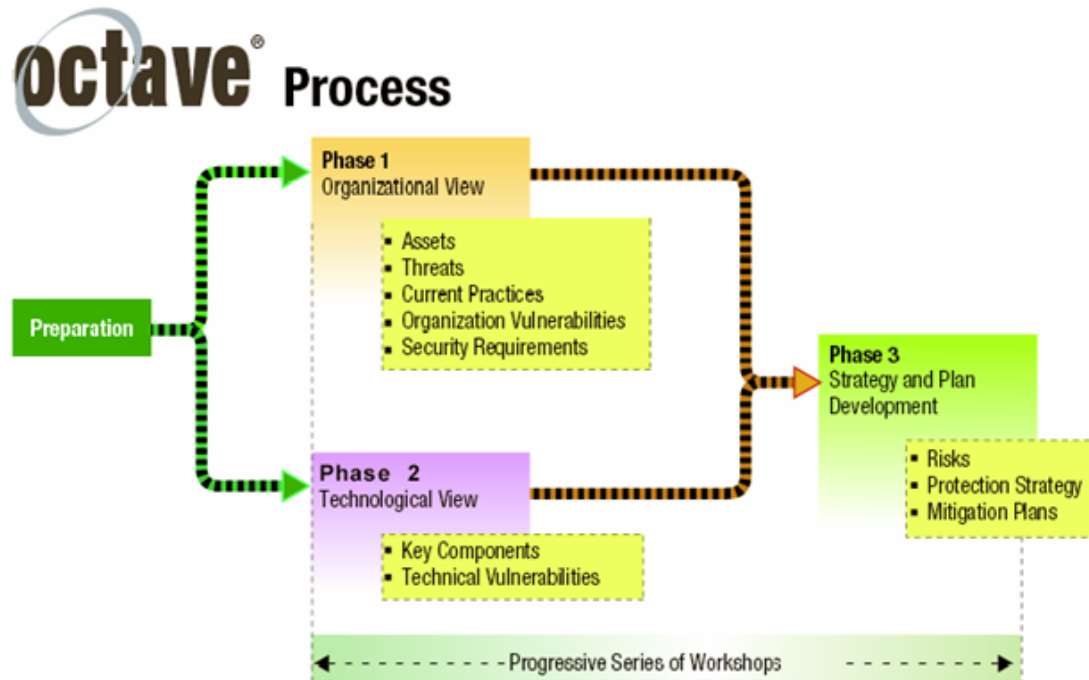 octave® Process
Phase 1
Organizational View
▪ Assets
▪ Threats
▪ Current Practices
▪ Organization Vulnerabilities
▪ Security Requirements
Preparation
Phase 3
Strategy and Plan
Development
▪ Risks
▪ Protection Strategy
▪ Mitigation Plans
Phase 2
Technological View
▪ Key Components
▪ Technical Vulnerabilities
Progressive Series of Workshops